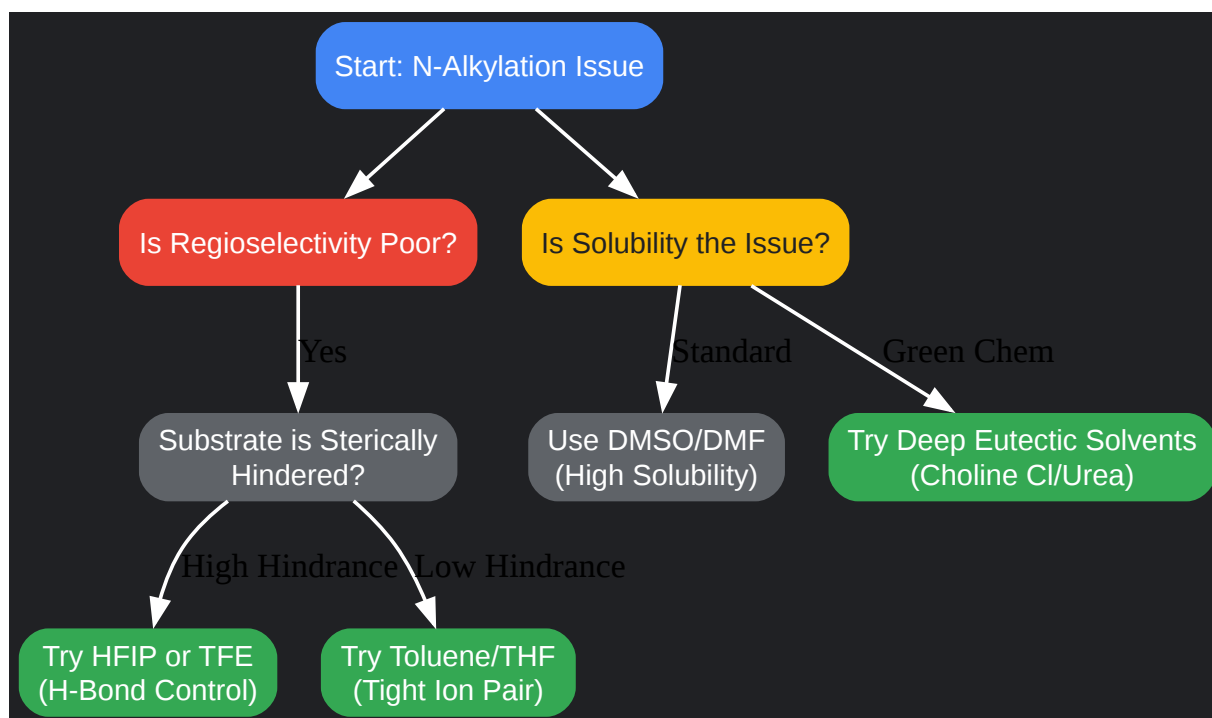 Start: N-Alkylation Issue
Is Regioselectivity Poor?
Is Solubility the Issue?
Yes
Standard
Green Chem
Substrate is Sterically
Hindered?
Use DMSO/DMF
(High Solubility)
Try Deep Eutectic Solvents
(Choline Cl/Urea)
High Hindrance
Low Hindrance
Try HFIP or TFE
(H-Bond Control)
Try Toluene/THF
(Tight Ion Pair)